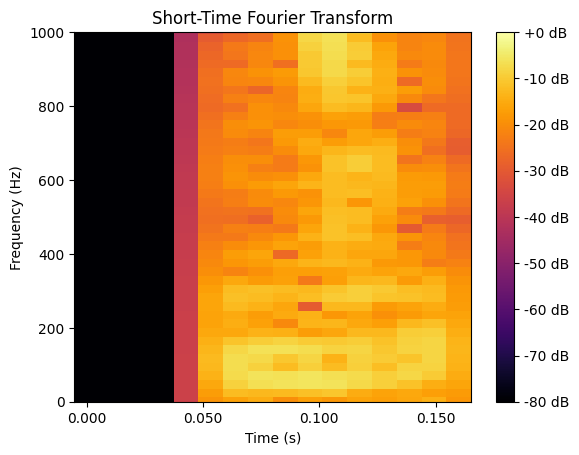 Short-Time Fourier Transform
1000
800
600
400
200
0
Frequency (Hz)
0.000
0.050
0.100
0.150
Time (s)
+0 dB
-10 dB
-20 dB
-30 dB
-40 dB
-50 dB
-60 dB
-70 dB
-80 dB